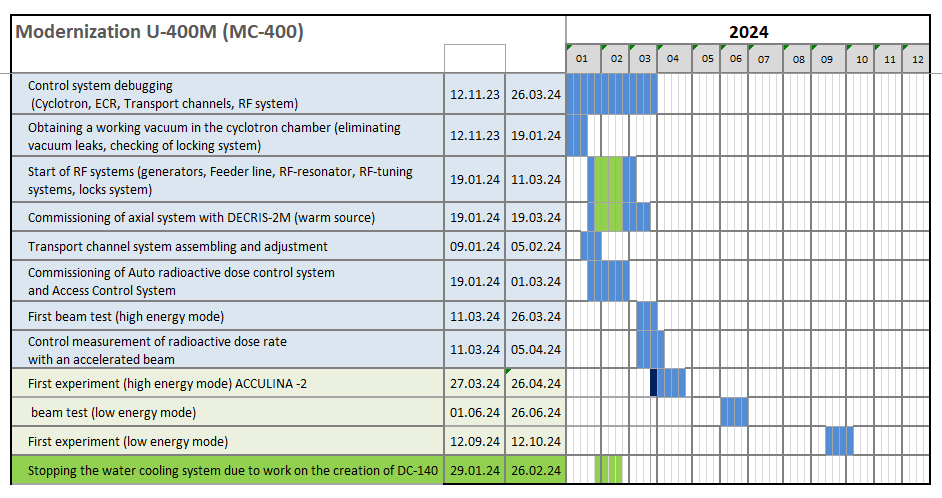 Modernization U-400M (MC-400)
2024
01 02 03 04 05 06 07 08 09 10 11 12
Control system debugging
(Cyclotron, ECR, Transport channels, RF system)
12.11.23 26.03.24
Obtaining a working vacuum in the cyclotron chamber (eliminating
vacuum leaks, checking of locking system)
12.11.23 19.01.24
Start of RF systems (generators, Feeder line, RF-resonator, RF-tuning
systems, locks system)
19.01.24 11.03.24
Commissioning of axial system with DECRIS-2M (warm source) 19.01.24 19.03.24
Transport channel system assembling and adjustment 09.01.24 05.02.24
Commissioning of Auto radioactive dose control system
and Access Control System
19.01.24 01.03.24
First beam test (high energy mode) 11.03.24 26.03.24
Control measurement of radioactive dose rate
with an accelerated beam
11.03.24 05.04.24
First experiment (high energy mode) ACCULINA -2 27.03.24 26.04.24
beam test (low energy mode) 01.06.24 26.06.24
First experiment (low energy mode) 12.09.24 12.10.24
Stopping the water cooling system due to work on the creation of DC-140 29.01.24 26.02.24